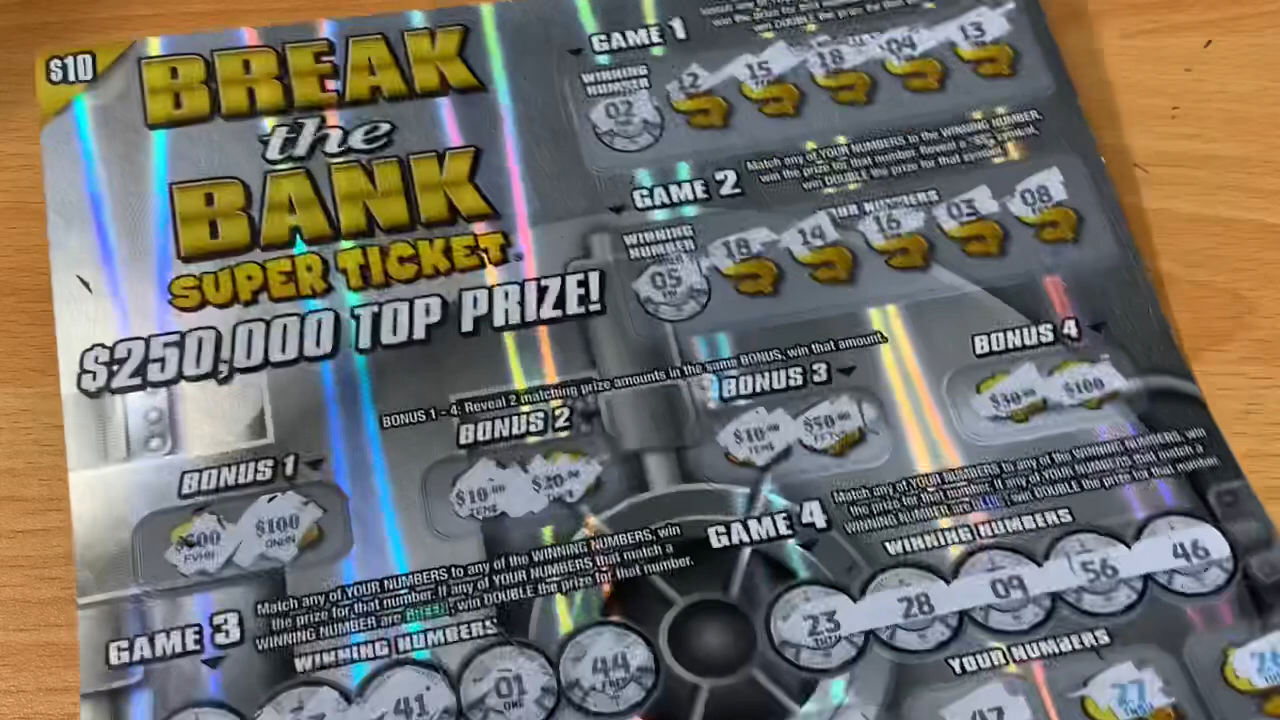 $10
BREAK
the
BANK
SUPER TICKET
$250,000 TOP PRIZE!
GAME 1
WINNING
NUMBER
02
12 15 18 04 13
GAME 2
Match any of YOUR NUMBERS to the WINNING NUMBER,
win the prize for that number. Reveal a "$$" symbol,
win DOUBLE the prize for that symbol.
WINNING
NUMBER
05
YOUR NUMBERS
18 14 16 03 08
BONUS 1 - 4: Reveal 2 matching prize amounts in the same BONUS, win that amount.
BONUS 1
$500 $100
FVHN ONHN
BONUS 2
$10.00 $20.00
TEN$
BONUS 3
$10.00 $50.00
TEN$ FFTY
BONUS 4
$30.00 $100
GAME 3
Match any of YOUR NUMBERS to any of the WINNING NUMBERS, win
the prize for that number. If any of YOUR NUMBERS that match a
WINNING NUMBER are GREEN, win DOUBLE the prize for that number.
WINNING NUMBERS
41 01 44
ONE
GAME 4
Match any of YOUR NUMBERS to any of the WINNING NUMBERS, win
the prize for that number. If any of YOUR NUMBERS that match a
WINNING NUMBER are BLUE, win DOUBLE the prize for that number.
WINNING NUMBERS
23 28 09 56 46
YOUR NUMBERS
47 27